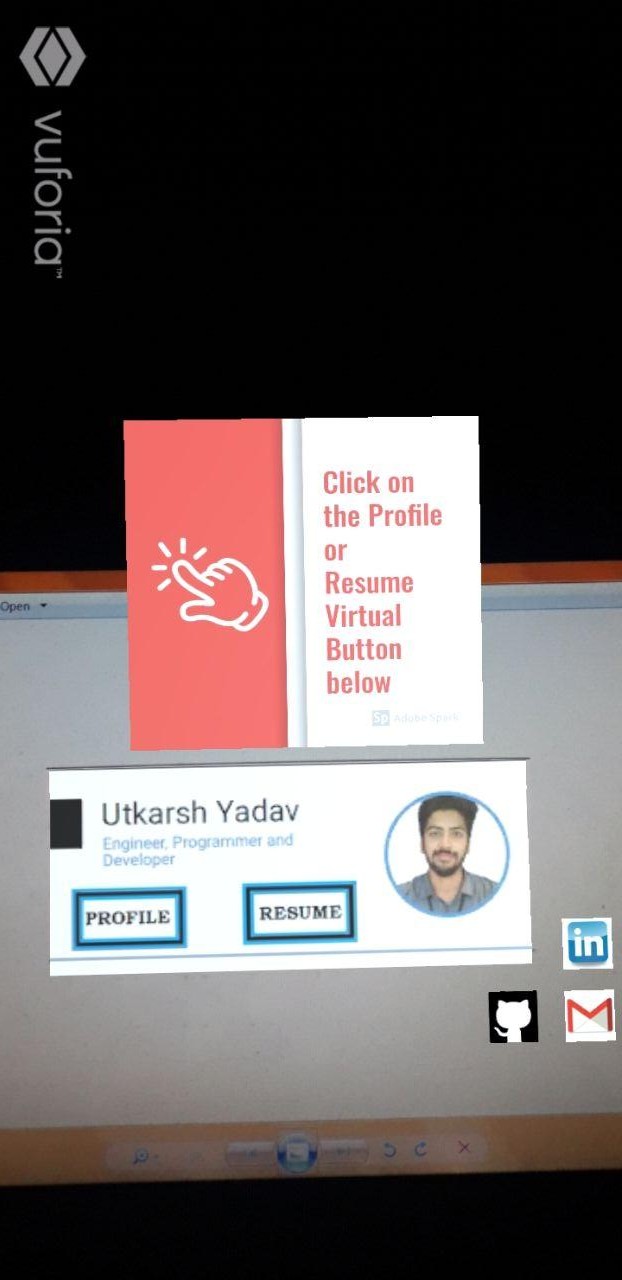 vuforia™
Click on
the Profile
or
Resume
Virtual
Button
below
Sp Adobe Spark
Open
Utkarsh Yadav
Engineer, Programmer and
Developer
PROFILE
RESUME
in